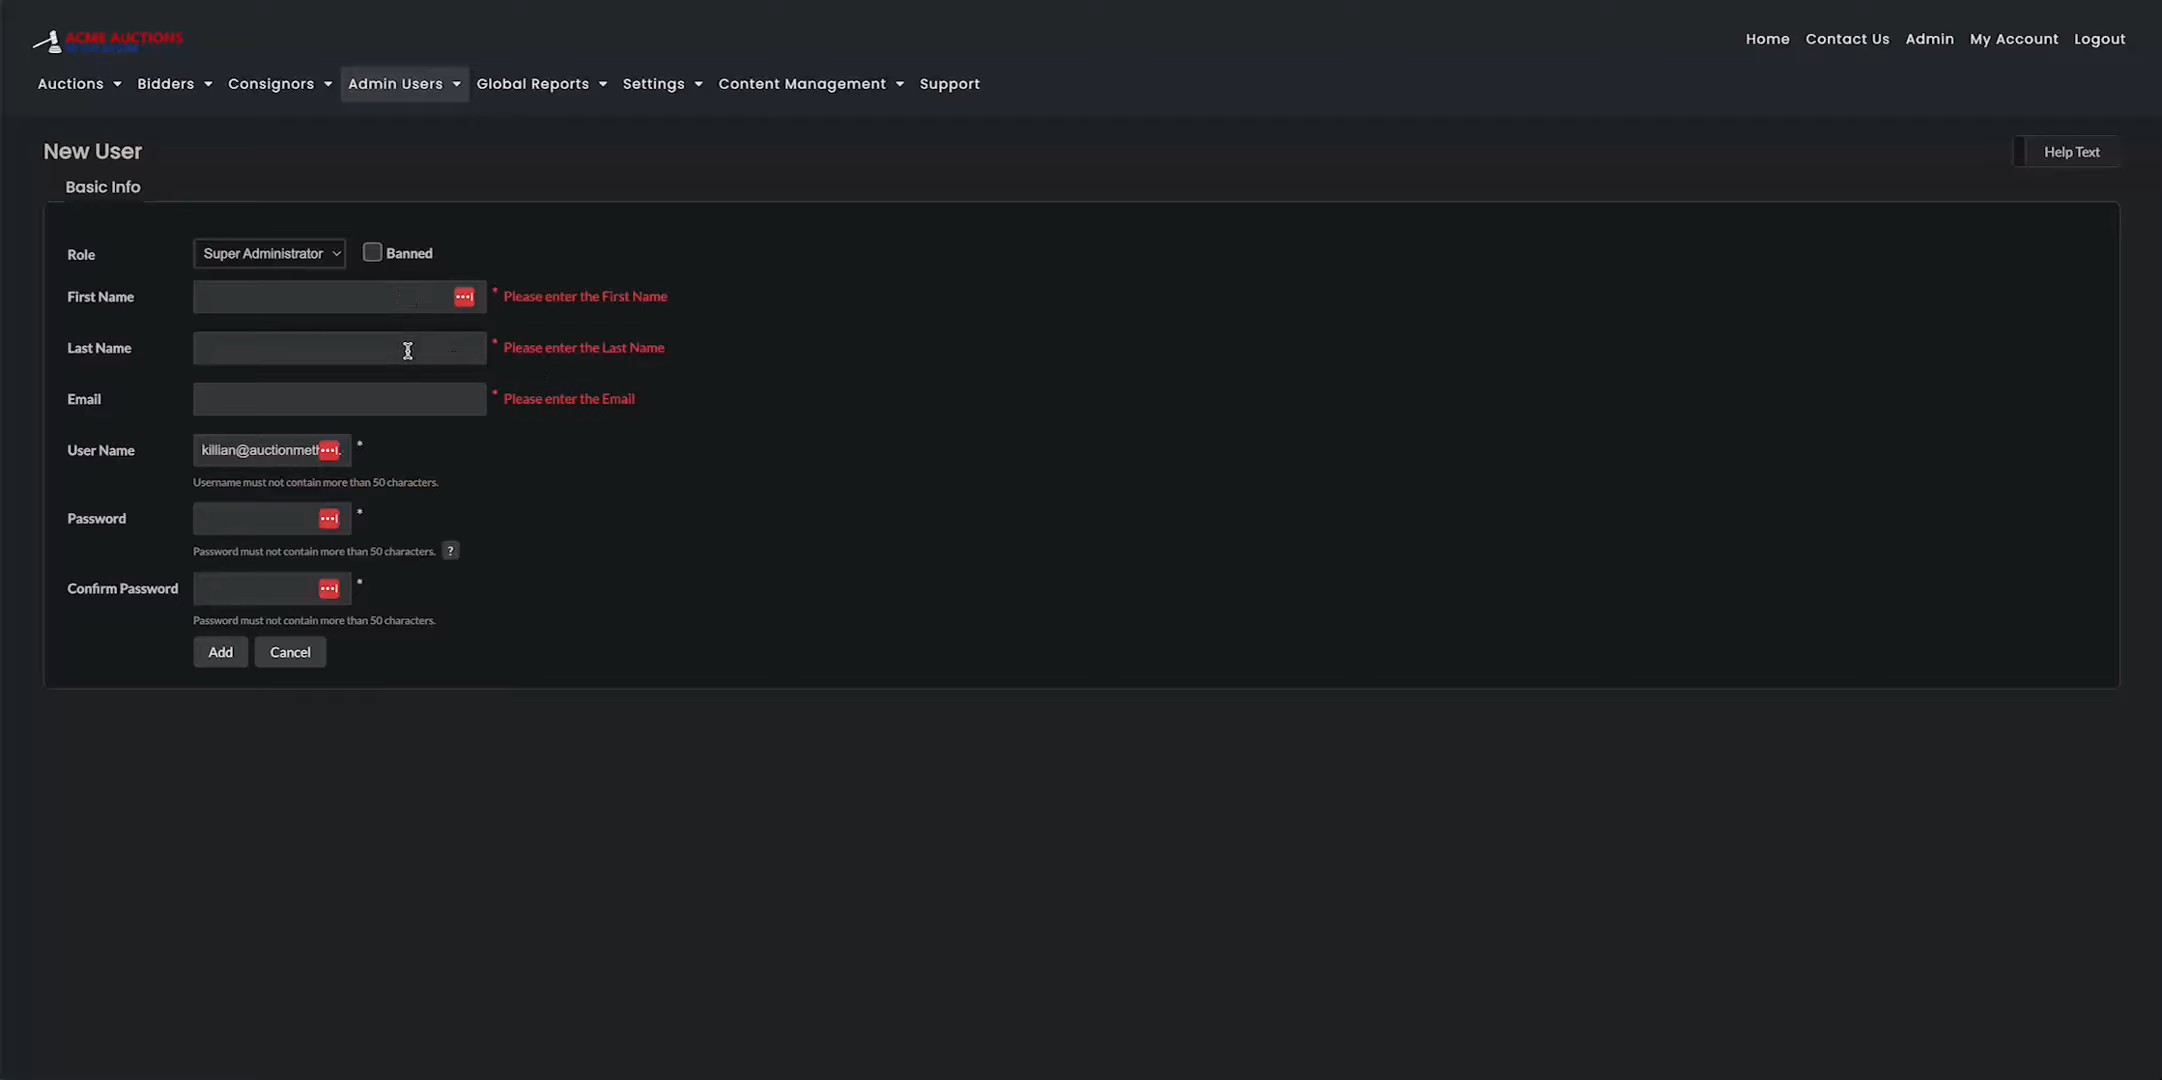 ACME AUCTIONS
Home Contact Us Admin My Account Logout
Auctions Bidders Consignors Admin Users Global Reports Settings Content Management Support
New User
Help Text
Basic Info
Role Super Administrator Banned
First Name * Please enter the First Name
Last Name * Please enter the Last Name
Email * Please enter the Email
User Name killian@auctionmeth *
Username must not contain more than 50 characters.
Password *
Password must not contain more than 50 characters. ?
Confirm Password *
Password must not contain more than 50 characters.
Add Cancel